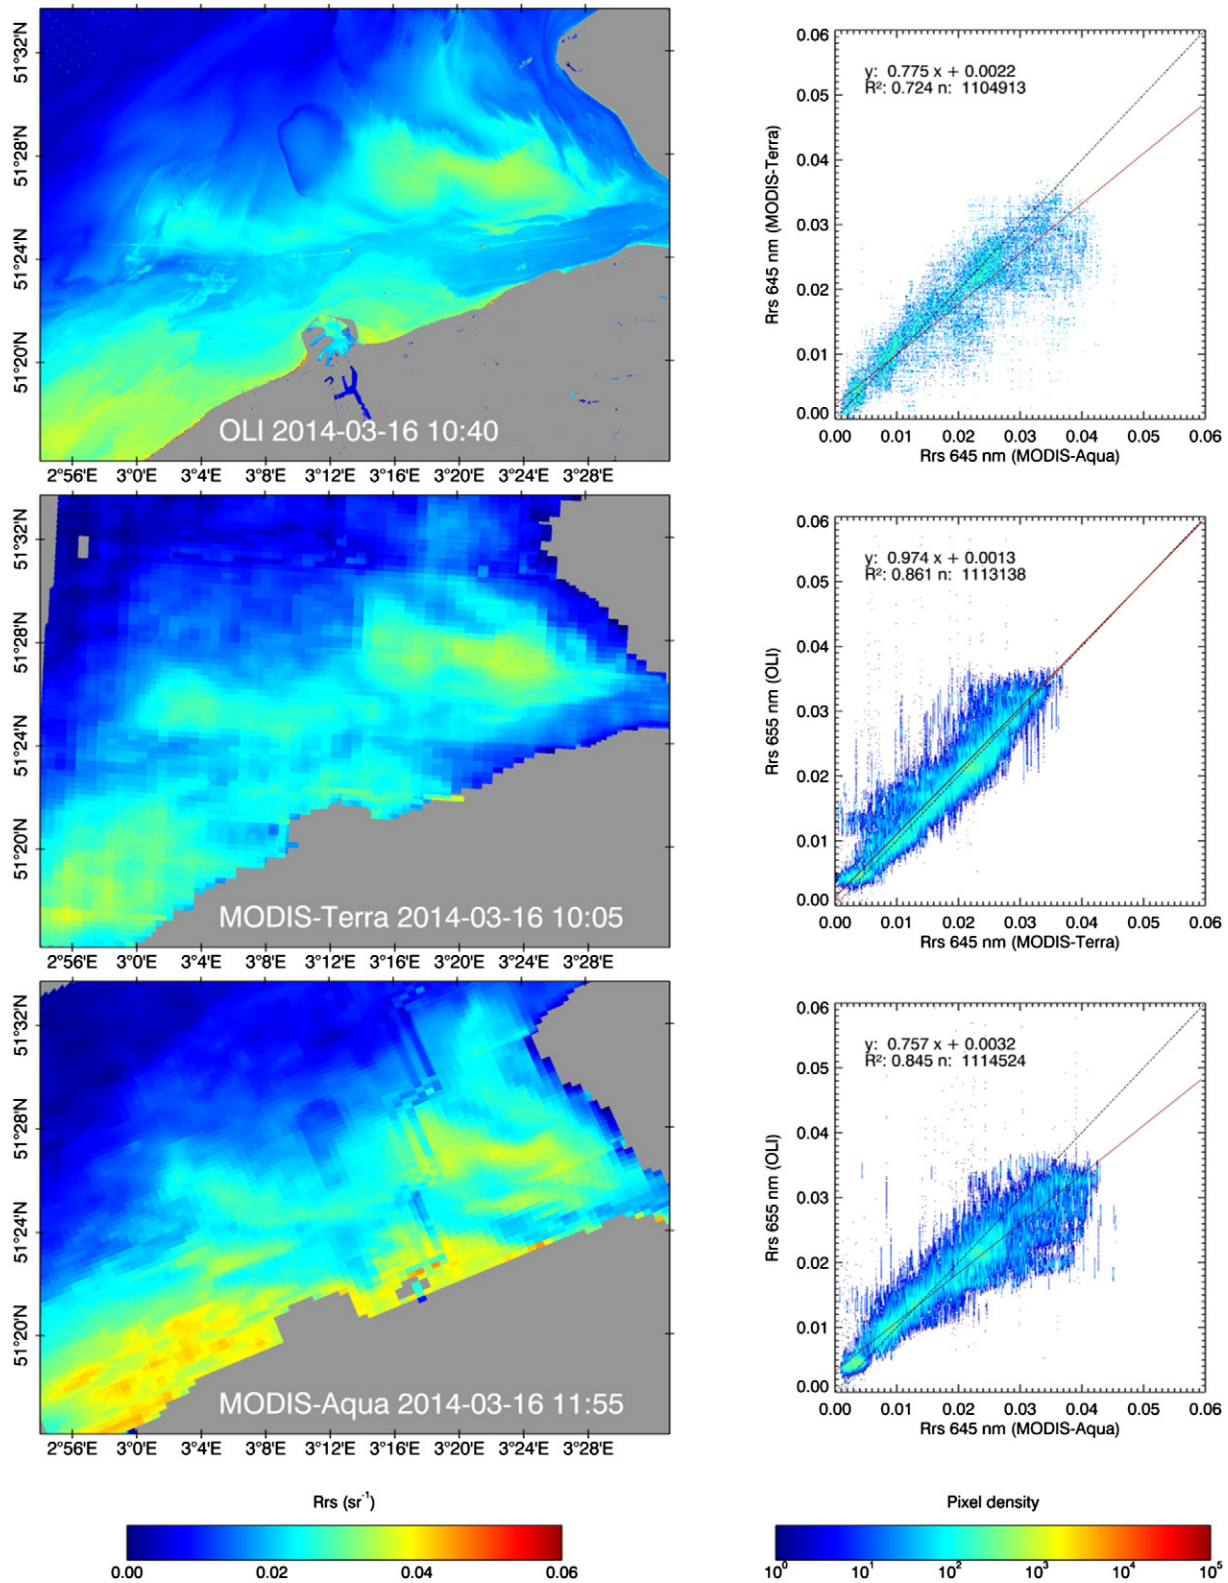 51°32'N
51°28'N
51°24'N
51°20'N
OLI 2014-03-16 10:40
2°56'E 3°0'E 3°4'E 3°8'E 3°12'E 3°16'E 3°20'E 3°24'E 3°28'E
0.06
0.05
0.04
0.03
0.02
0.01
0.00
Rrs 645 nm (MODIS-Terra)
y: 0.775 x + 0.0022
R²: 0.724 n: 1104913
0.00 0.01 0.02 0.03 0.04 0.05 0.06
Rrs 645 nm (MODIS-Aqua)
51°32'N
51°28'N
51°24'N
51°20'N
MODIS-Terra 2014-03-16 10:05
2°56'E 3°0'E 3°4'E 3°8'E 3°12'E 3°16'E 3°20'E 3°24'E 3°28'E
0.06
0.05
0.04
0.03
0.02
0.01
0.00
Rrs 655 nm (OLI)
y: 0.974 x + 0.0013
R²: 0.861 n: 1113138
0.00 0.01 0.02 0.03 0.04 0.05 0.06
Rrs 645 nm (MODIS-Terra)
51°32'N
51°28'N
51°24'N
51°20'N
MODIS-Aqua 2014-03-16 11:55
2°56'E 3°0'E 3°4'E 3°8'E 3°12'E 3°16'E 3°20'E 3°24'E 3°28'E
0.06
0.05
0.04
0.03
0.02
0.01
0.00
Rrs 655 nm (OLI)
y: 0.757 x + 0.0032
R²: 0.845 n: 1114524
0.00 0.01 0.02 0.03 0.04 0.05 0.06
Rrs 645 nm (MODIS-Aqua)
Rrs (sr⁻¹)
0.00 0.02 0.04 0.06
Pixel density
10⁰ 10¹ 10² 10³ 10⁴ 10⁵